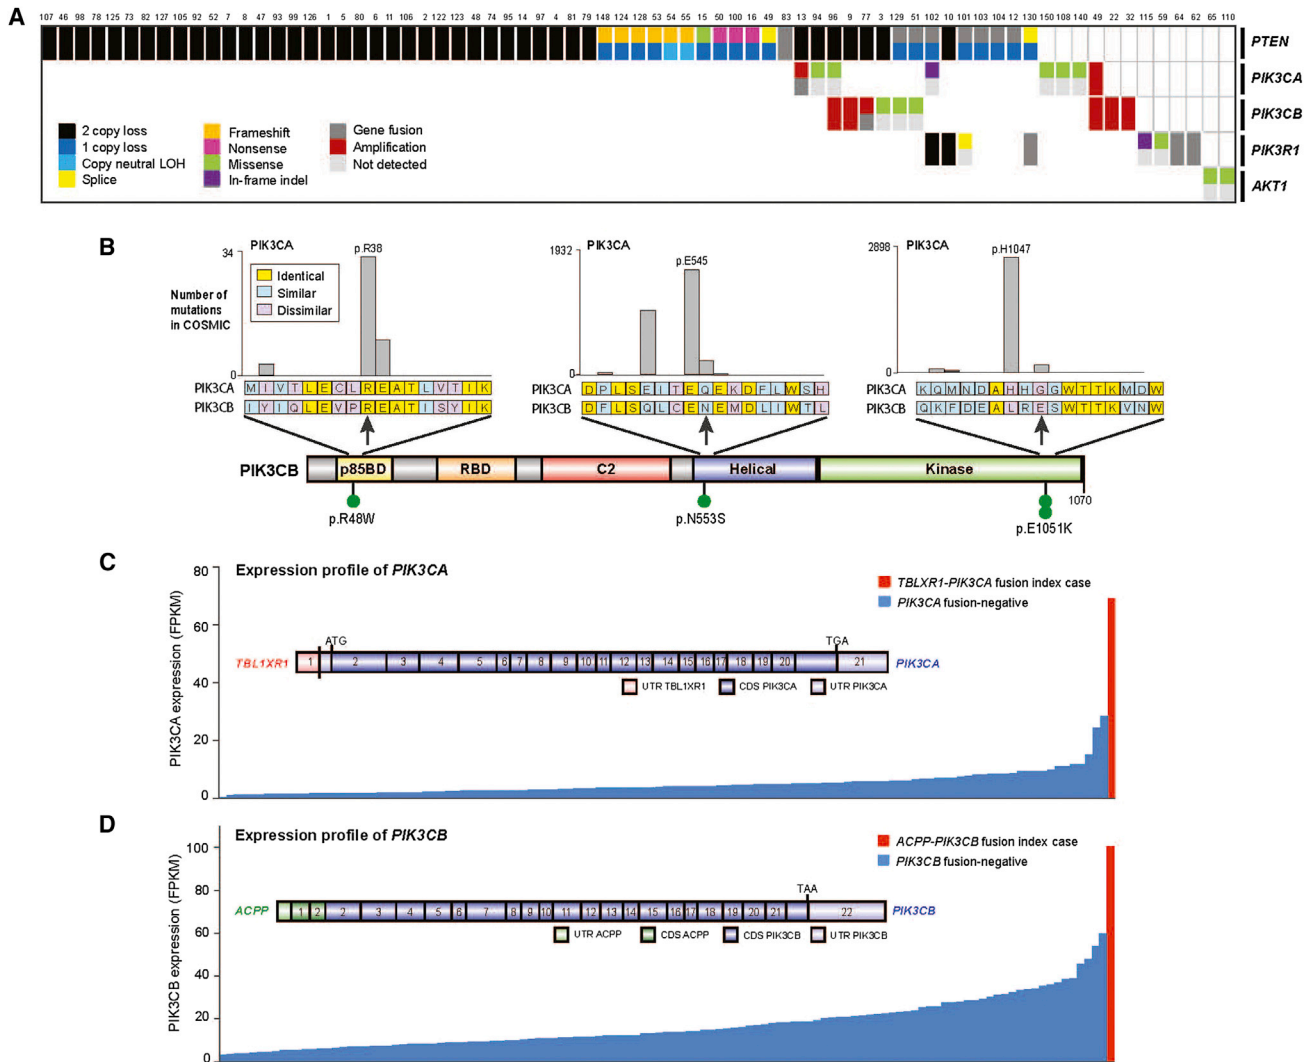 A
107 46 98 108 7 8 47 93 109 126 1 5 80 6 11 106 2 122 123 127 105 92 52 57 68 74 95 14 97 4 81 79 148 124 128 53 54 55 15 50 100 16 49 83 13 94 96 9 77 3 129 51 102 10 101 103 104 12 130 150 108 140 49 22 32 115 59 64 62 65 110
PTEN
PIK3CA
PIK3CB
PIK3R1
AKT1
2 copy loss
1 copy loss
Copy neutral LOH
Splice
Frameshift
Nonsense
Missense
In-frame indel
Gene fusion
Amplification
Not detected
B
PIK3CA
34
p.R38
Identical
Similar
Dissimilar
Number of
mutations
in COSMIC
0
PIK3CA M I V T L E C L R E A T L V T I K
PIK3CB I Y I Q L E V P R E A T I S Y I K
PIK3CA
1932
p.E545
0
PIK3CA D P L S E I T E Q E K D F L W S H
PIK3CB D F L S Q L C E N E M D L I W T L
PIK3CA
2898
p.H1047
0
PIK3CA K Q M N D A H H G G W T T K M D W
PIK3CB Q K F D E A L R E S W T T K V N W
PIK3CB
p85BD RBD C2 Helical Kinase
1070
p.R48W
p.N553S
p.E1051K
C
Expression profile of PIK3CA
PIK3CA expression (FPKM)
80
60
40
20
0
TBLXR1-PIK3CA fusion index case
PIK3CA fusion-negative
ATG
TGA
TBL1XR1 1 2 3 4 5 6 7 8 9 10 11 12 13 14 15 16 17 18 19 20 21 PIK3CA
UTR TBL1XR1
CDS PIK3CA
UTR PIK3CA
D
Expression profile of PIK3CB
PIK3CB expression (FPKM)
100
80
60
40
20
0
ACPP-PIK3CB fusion index case
PIK3CB fusion-negative
TAA
ACPP 1 2 2 3 4 5 6 7 8 9 10 11 12 13 14 15 16 17 18 19 20 21 22 PIK3CB
UTR ACPP
CDS ACPP
CDS PIK3CB
UTR PIK3CB